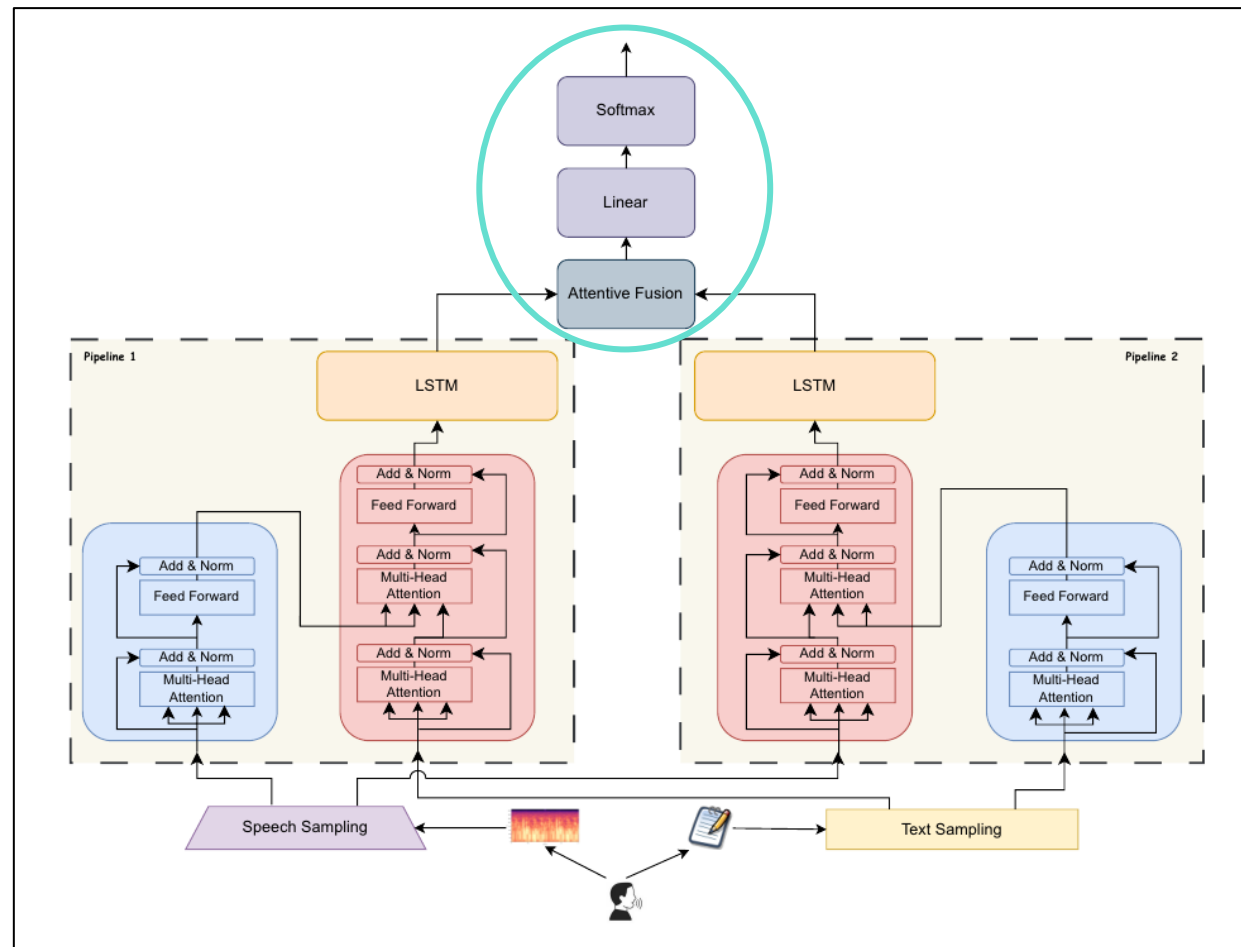 Softmax
Linear
Attentive Fusion
Pipeline 1
LSTM
Add & Norm
Feed Forward
Add & Norm
Multi-Head
Attention
Add & Norm
Multi-Head
Attention
Add & Norm
Feed Forward
Add & Norm
Multi-Head
Attention
Pipeline 2
LSTM
Add & Norm
Feed Forward
Add & Norm
Multi-Head
Attention
Add & Norm
Multi-Head
Attention
Add & Norm
Feed Forward
Add & Norm
Multi-Head
Attention
Speech Sampling
Text Sampling